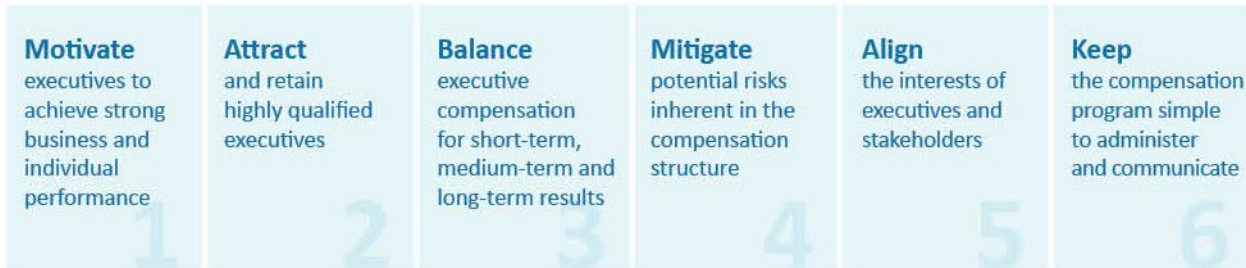 Motivate
executives to
achieve strong
business and
individual
performance
1
Attract
and retain
highly qualified
executives
2
Balance
executive
compensation
for short-term,
medium-term and
long-term results
3
Mitigate
potential risks
inherent in the
compensation
structure
4
Align
the interests of
executives and
stakeholders
5
Keep
the compensation
program simple
to administer
and communicate
6